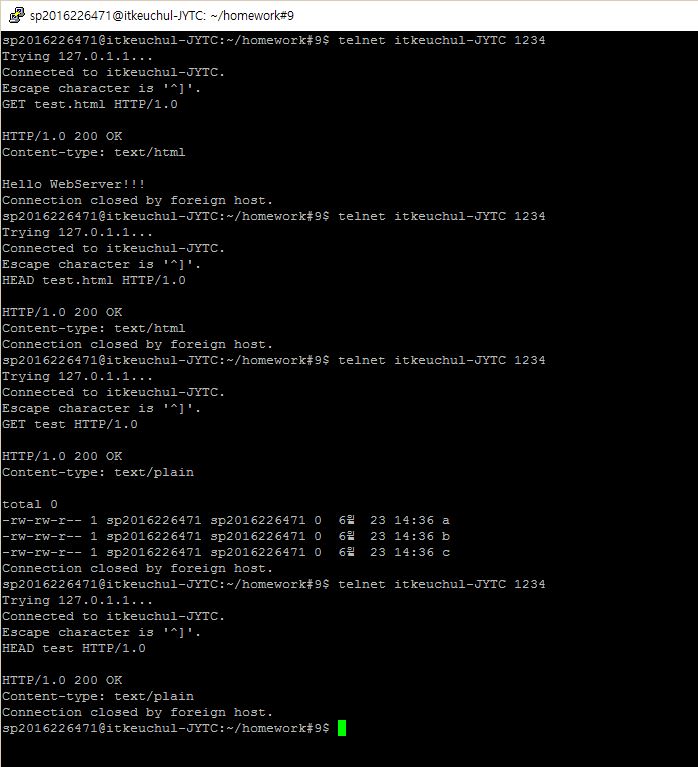 sp2016226471@itkeuchul-JYTC: ~/homework#9
sp2016226471@itkeuchul-JYTC:~/homework#9$ telnet itkeuchul-JYTC 1234
Trying 127.0.1.1...
Connected to itkeuchul-JYTC.
Escape character is '^]'.
GET test.html HTTP/1.0

HTTP/1.0 200 OK
Content-type: text/html

Hello WebServer!!!
Connection closed by foreign host.
sp2016226471@itkeuchul-JYTC:~/homework#9$ telnet itkeuchul-JYTC 1234
Trying 127.0.1.1...
Connected to itkeuchul-JYTC.
Escape character is '^]'.
HEAD test.html HTTP/1.0

HTTP/1.0 200 OK
Content-type: text/html
Connection closed by foreign host.
sp2016226471@itkeuchul-JYTC:~/homework#9$ telnet itkeuchul-JYTC 1234
Trying 127.0.1.1...
Connected to itkeuchul-JYTC.
Escape character is '^]'.
GET test HTTP/1.0

HTTP/1.0 200 OK
Content-type: text/plain

total 0
-rw-rw-r-- 1 sp2016226471 sp2016226471 0  6월  23 14:36 a
-rw-rw-r-- 1 sp2016226471 sp2016226471 0  6월  23 14:36 b
-rw-rw-r-- 1 sp2016226471 sp2016226471 0  6월  23 14:36 c
Connection closed by foreign host.
sp2016226471@itkeuchul-JYTC:~/homework#9$ telnet itkeuchul-JYTC 1234
Trying 127.0.1.1...
Connected to itkeuchul-JYTC.
Escape character is '^]'.
HEAD test HTTP/1.0

HTTP/1.0 200 OK
Content-type: text/plain
Connection closed by foreign host.
sp2016226471@itkeuchul-JYTC:~/homework#9$